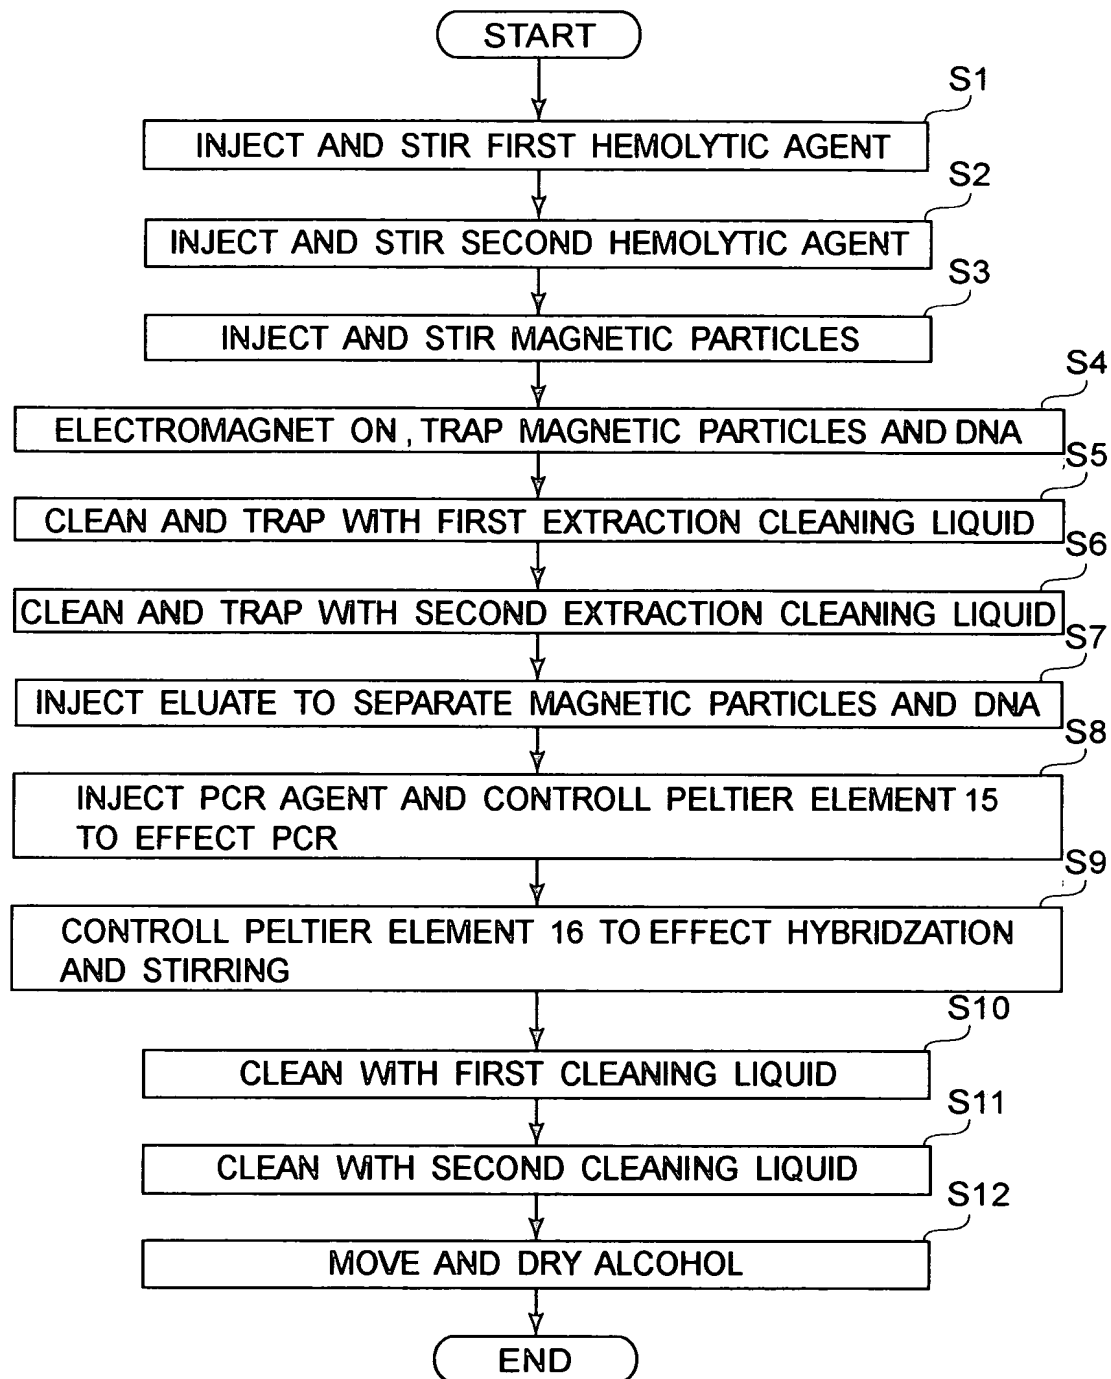 START
S1
INJECT AND STIR FIRST HEMOLYTIC AGENT
S2
INJECT AND STIR SECOND HEMOLYTIC AGENT
S3
INJECT AND STIR MAGNETIC PARTICLES
S4
ELECTROMAGNET ON, TRAP MAGNETIC PARTICLES AND DNA
S5
CLEAN AND TRAP WITH FIRST EXTRACTION CLEANING LIQUID
S6
CLEAN AND TRAP WITH SECOND EXTRACTION CLEANING LIQUID
S7
INJECT ELUATE TO SEPARATE MAGNETIC PARTICLES AND DNA
S8
INJECT PCR AGENT AND CONTROLL PELTIER ELEMENT 15
TO EFFECT PCR
S9
CONTROLL PELTIER ELEMENT 16 TO EFFECT HYBRIDZATION
AND STIRRING
S10
CLEAN WITH FIRST CLEANING LIQUID
S11
CLEAN WITH SECOND CLEANING LIQUID
S12
MOVE AND DRY ALCOHOL
END